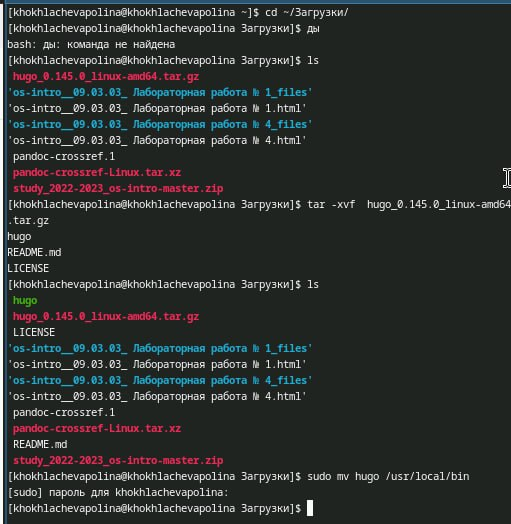 [khokhlachevapolina@khokhlachevapolina ~]$ cd ~/Загрузки/
[khokhlachevapolina@khokhlachevapolina Загрузки]$ ды
bash: ды: команда не найдена
[khokhlachevapolina@khokhlachevapolina Загрузки]$ ls
hugo_0.145.0_linux-amd64.tar.gz
'os-intro__09.03.03_ Лабораторная работа № 1_files'
'os-intro__09.03.03_ Лабораторная работа № 1.html'
'os-intro__09.03.03_ Лабораторная работа № 4_files'
'os-intro__09.03.03_ Лабораторная работа № 4.html'
pandoc-crossref.1
pandoc-crossref-Linux.tar.xz
study_2022-2023_os-intro-master.zip
[khokhlachevapolina@khokhlachevapolina Загрузки]$ tar -xvf  hugo_0.145.0_linux-amd64
.tar.gz
hugo
README.md
LICENSE
[khokhlachevapolina@khokhlachevapolina Загрузки]$ ls
hugo
hugo_0.145.0_linux-amd64.tar.gz
LICENSE
'os-intro__09.03.03_ Лабораторная работа № 1_files'
'os-intro__09.03.03_ Лабораторная работа № 1.html'
'os-intro__09.03.03_ Лабораторная работа № 4_files'
'os-intro__09.03.03_ Лабораторная работа № 4.html'
pandoc-crossref.1
pandoc-crossref-Linux.tar.xz
README.md
study_2022-2023_os-intro-master.zip
[khokhlachevapolina@khokhlachevapolina Загрузки]$ sudo mv hugo /usr/local/bin
[sudo] пароль для khokhlachevapolina:
[khokhlachevapolina@khokhlachevapolina Загрузки]$